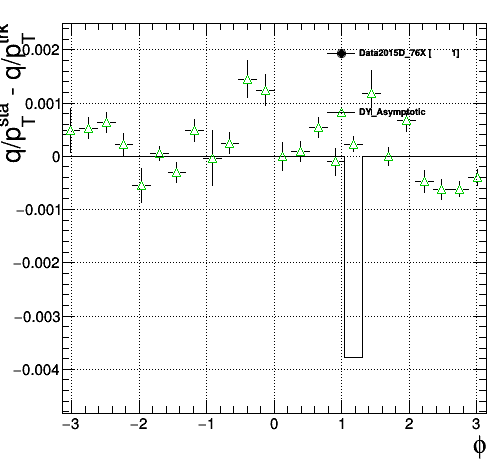 q/p_T^sta - q/p_T^trk
0.002
0.001
0
-0.001
-0.002
-0.003
-0.004
Data2015D_76X [ 1]
DY_Asymptotic
−3 −2 −1 0 1 2 3
ϕ